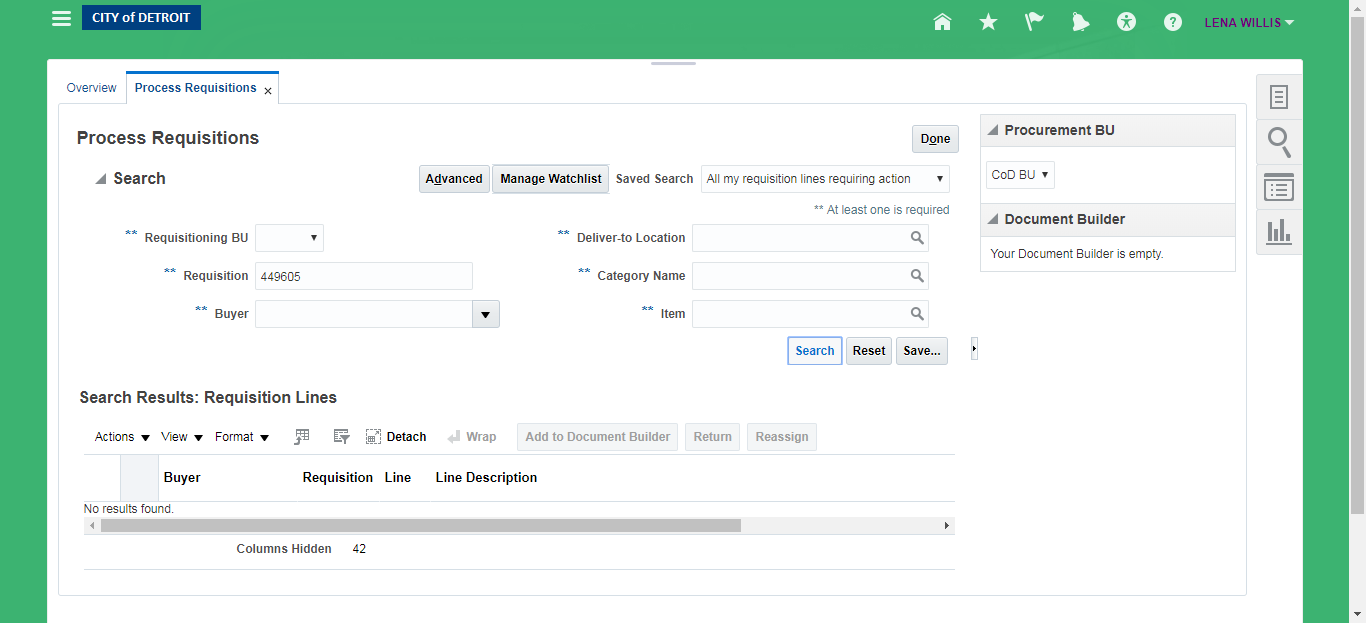 CITY of DETROIT
LENA WILLIS
Overview
Process Requisitions
Process Requisitions
Done
Search
Advanced
Manage Watchlist
Saved Search
All my requisition lines requiring action
** At least one is required
** Requisitioning BU
** Deliver-to Location
** Requisition 449605
** Category Name
** Buyer
** Item
Search
Reset
Save...
Procurement BU
CoD BU
Document Builder
Your Document Builder is empty.
Search Results: Requisition Lines
Actions View Format Detach Wrap Add to Document Builder Return Reassign
Buyer Requisition Line Line Description
No results found.
Columns Hidden 42